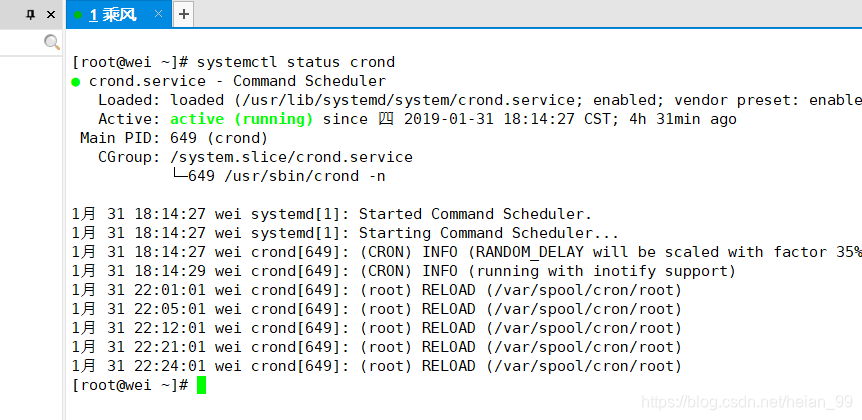 1 乘风
[root@wei ~]# systemctl status crond
● crond.service - Command Scheduler
Loaded: loaded (/usr/lib/systemd/system/crond.service; enabled; vendor preset: enable
Active: active (running) since 四 2019-01-31 18:14:27 CST; 4h 31min ago
Main PID: 649 (crond)
CGroup: /system.slice/crond.service
└─649 /usr/sbin/crond -n
1月 31 18:14:27 wei systemd[1]: Started Command Scheduler.
1月 31 18:14:27 wei systemd[1]: Starting Command Scheduler...
1月 31 18:14:27 wei crond[649]: (CRON) INFO (RANDOM_DELAY will be scaled with factor 35%
1月 31 18:14:29 wei crond[649]: (CRON) INFO (running with inotify support)
1月 31 22:01:01 wei crond[649]: (root) RELOAD (/var/spool/cron/root)
1月 31 22:05:01 wei crond[649]: (root) RELOAD (/var/spool/cron/root)
1月 31 22:12:01 wei crond[649]: (root) RELOAD (/var/spool/cron/root)
1月 31 22:21:01 wei crond[649]: (root) RELOAD (/var/spool/cron/root)
1月 31 22:24:01 wei crond[649]: (root) RELOAD (/var/spool/cron/root)
[root@wei ~]#
https://blog.csdn.net/heian_99